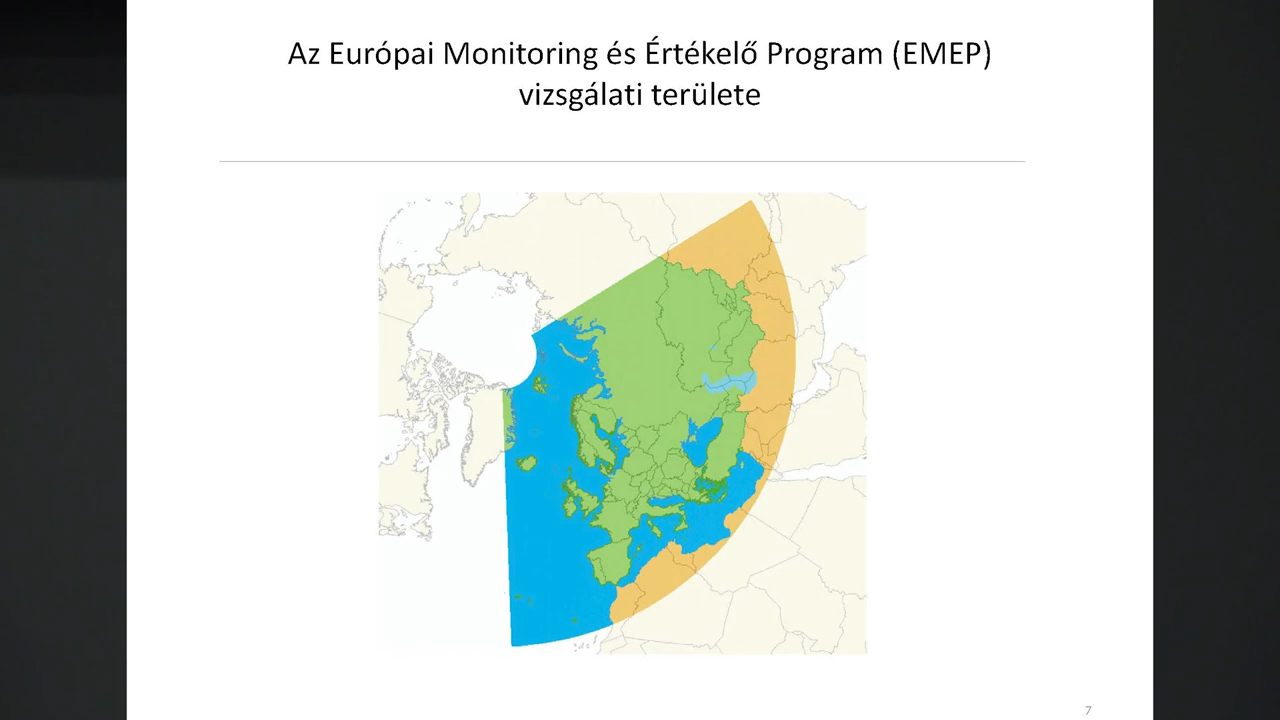 Az Európai Monitoring és Értékelő Program (EMEP)
vizsgálati területe
7